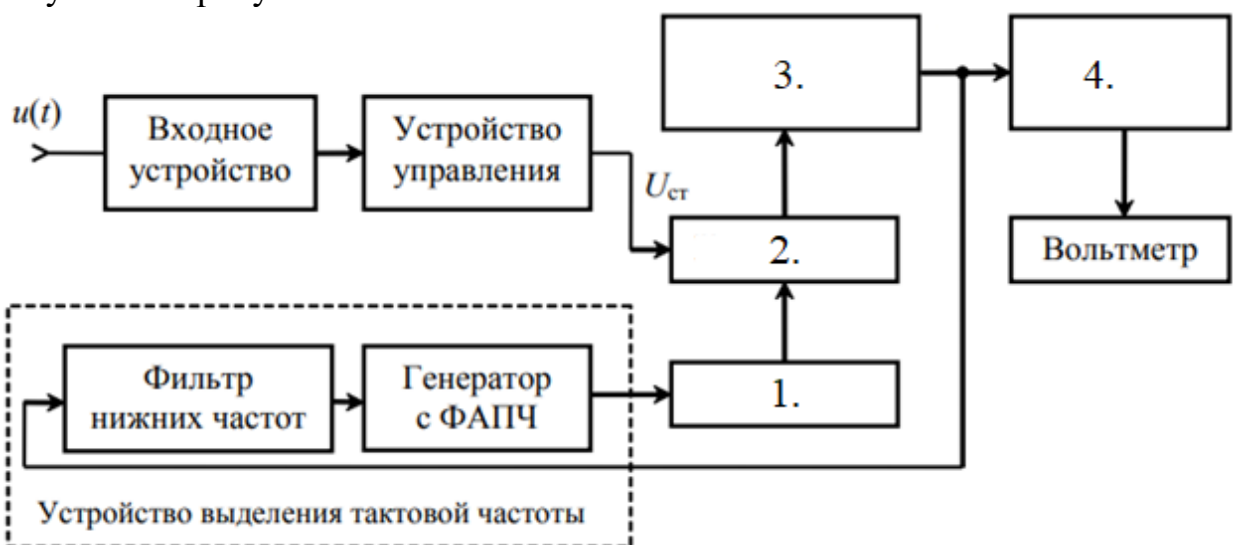 3.
4.
u(t)
Входное
устройство
Устройство
управления
Uст
2.
Вольтметр
Фильтр
нижних частот
Генератор
с ФАПЧ
1.
Устройство выделения тактовой частоты